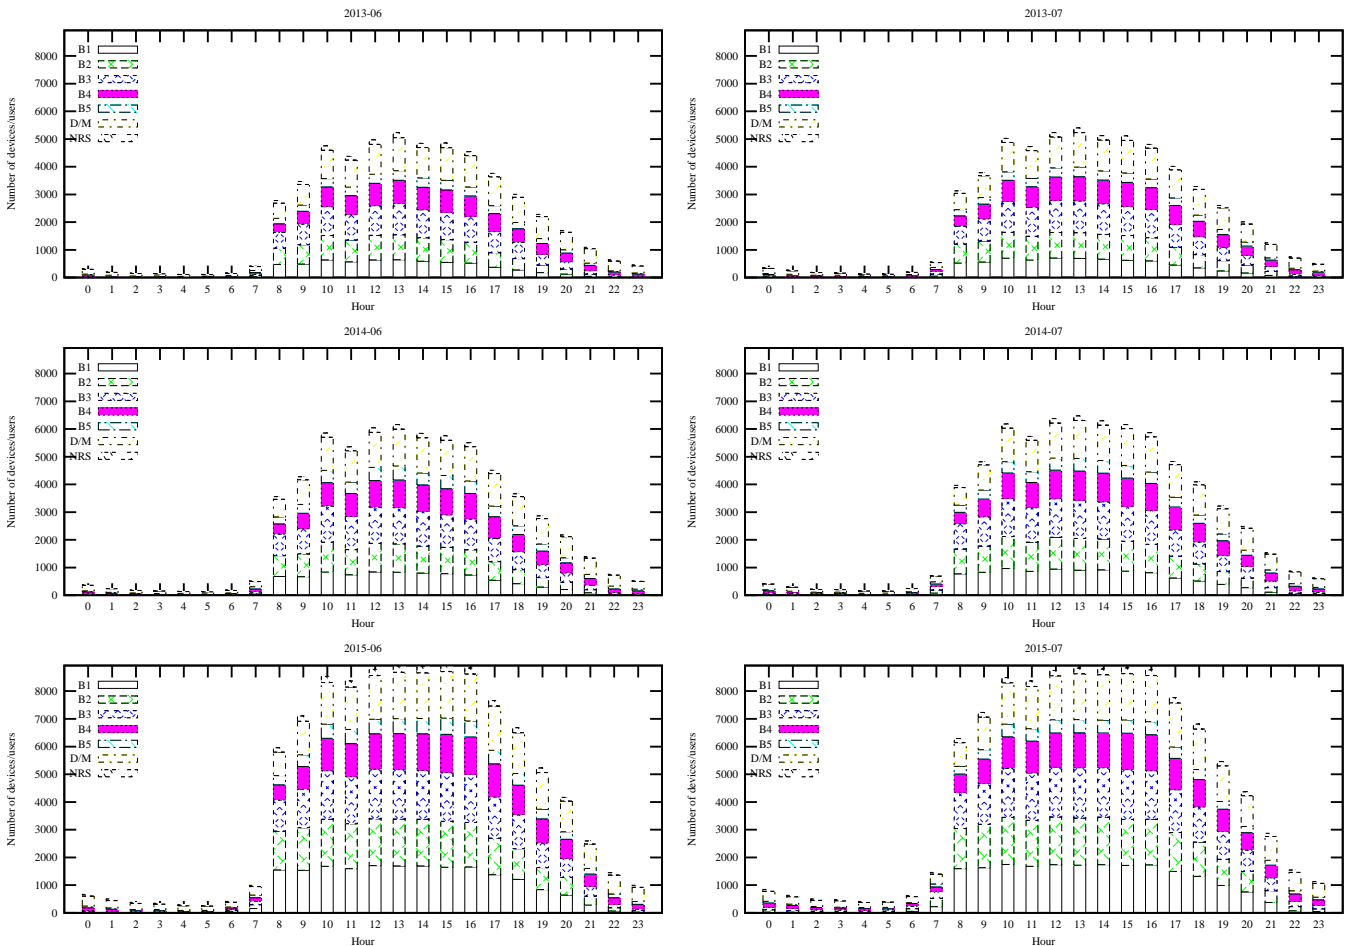 2013-06
Number of devices/users
8000
7000
6000
5000
4000
3000
2000
1000
0
B1
B2
B3
B4
B5
D/M
NRS
0 1 2 3 4 5 6 7 8 9 10 11 12 13 14 15 16 17 18 19 20 21 22 23
Hour
2013-07
Number of devices/users
8000
7000
6000
5000
4000
3000
2000
1000
0
B1
B2
B3
B4
B5
D/M
NRS
0 1 2 3 4 5 6 7 8 9 10 11 12 13 14 15 16 17 18 19 20 21 22 23
Hour
2014-06
Number of devices/users
8000
7000
6000
5000
4000
3000
2000
1000
0
B1
B2
B3
B4
B5
D/M
NRS
0 1 2 3 4 5 6 7 8 9 10 11 12 13 14 15 16 17 18 19 20 21 22 23
Hour
2014-07
Number of devices/users
8000
7000
6000
5000
4000
3000
2000
1000
0
B1
B2
B3
B4
B5
D/M
NRS
0 1 2 3 4 5 6 7 8 9 10 11 12 13 14 15 16 17 18 19 20 21 22 23
Hour
2015-06
Number of devices/users
8000
7000
6000
5000
4000
3000
2000
1000
0
B1
B2
B3
B4
B5
D/M
NRS
0 1 2 3 4 5 6 7 8 9 10 11 12 13 14 15 16 17 18 19 20 21 22 23
Hour
2015-07
Number of devices/users
8000
7000
6000
5000
4000
3000
2000
1000
0
B1
B2
B3
B4
B5
D/M
NRS
0 1 2 3 4 5 6 7 8 9 10 11 12 13 14 15 16 17 18 19 20 21 22 23
Hour